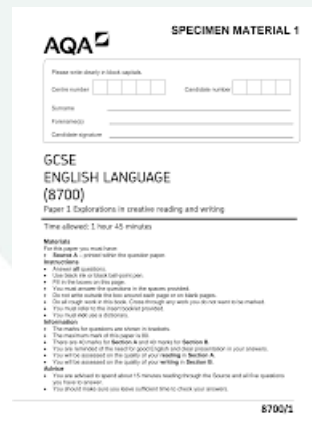 SPECIMEN MATERIAL 1
AQA
Please write clearly in block capitals.
Centre number Candidate number
Surname
Forename(s)
Candidate signature
GCSE
ENGLISH LANGUAGE
(8700)
Paper 1 Explorations in creative reading and writing
Time allowed: 1 hour 45 minutes
Materials
For this paper you must have:
• Source A – printed within the question paper.
Instructions
• Answer all questions.
• Use black ink or black ball-point pen.
• Fill in the boxes on this page.
• You must answer the questions in the spaces provided.
• Do not write outside the box around each page or on blank pages.
• Do all rough work in this book. Cross through any work you do not want to be marked.
• You must refer to the insert booklet provided.
• You must not use a dictionary.
Information
• The marks for questions are shown in brackets.
• The maximum mark for this paper is 80.
• There are 40 marks for Section A and 40 marks for Section B.
• You are reminded of the need for good English and clear presentation in your answers.
• You will be assessed on the quality of your reading in Section A.
• You will be assessed on the quality of your writing in Section B.
Advice
• You are advised to spend about 15 minutes reading through the Source and all five questions
you have to answer.
• You should make sure you leave sufficient time to check your answers.
8700/1